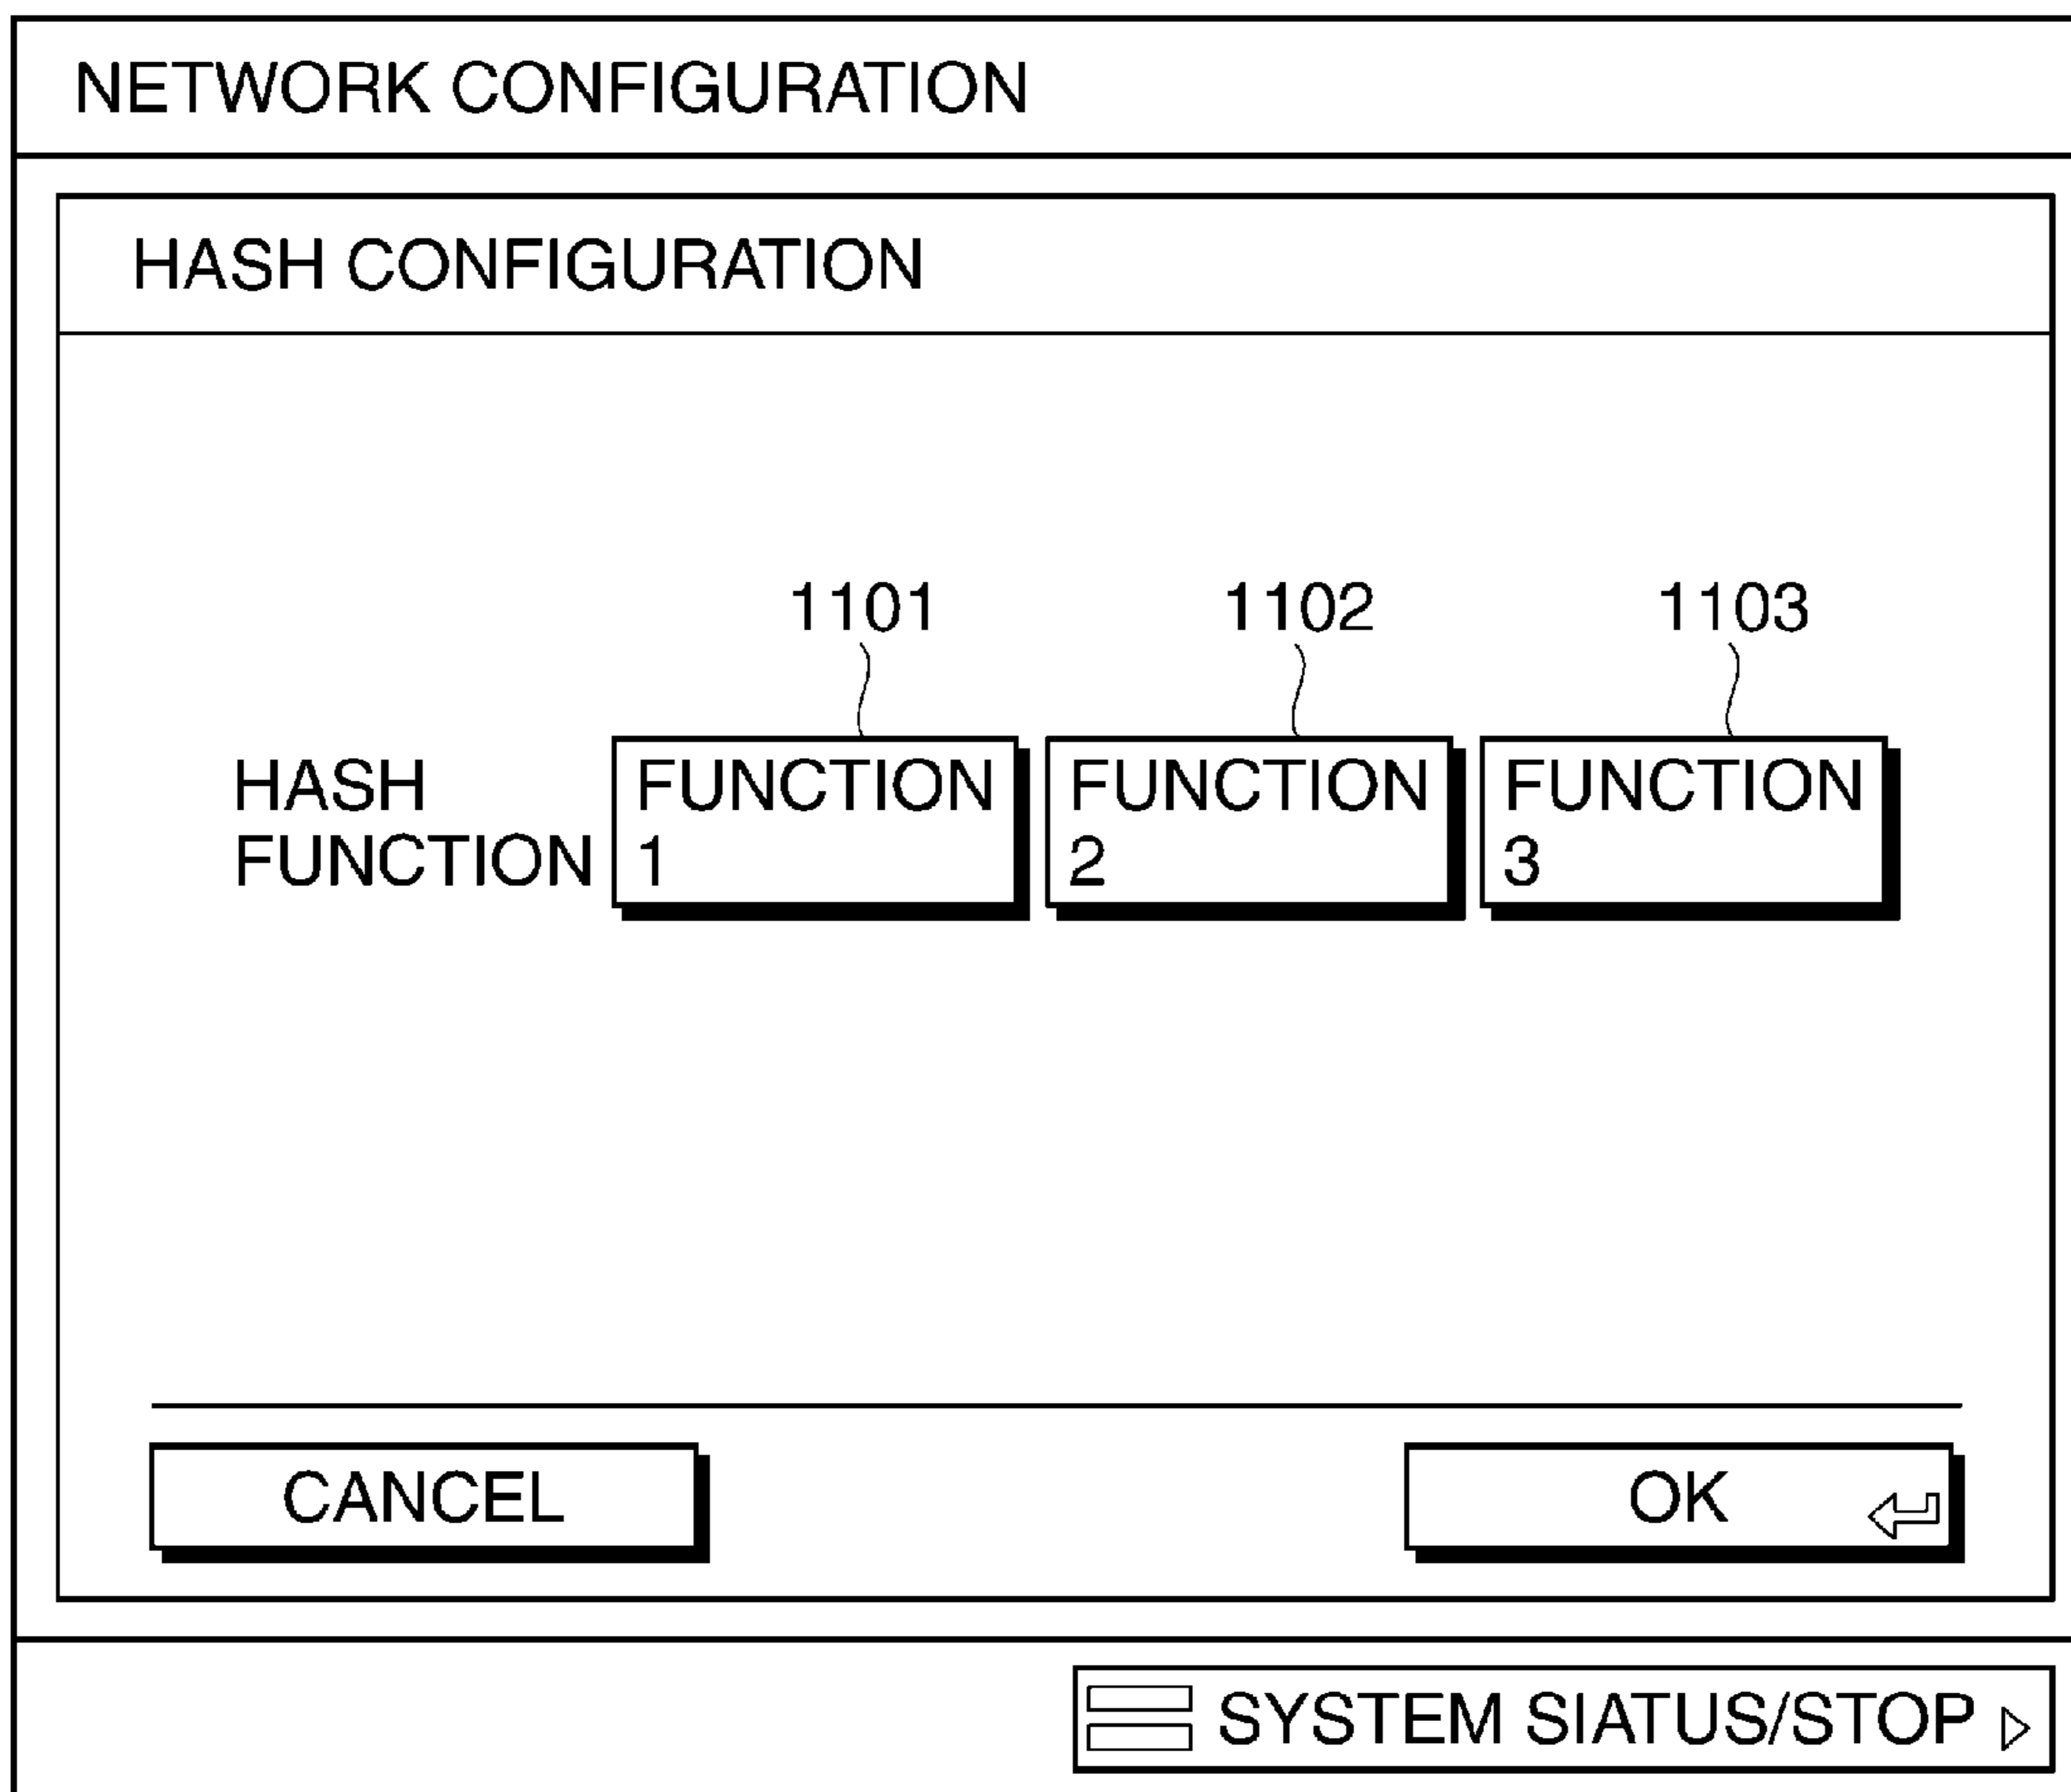 NETWORK CONFIGURATION
HASH CONFIGURATION
1101 1102 1103
HASH FUNCTION FUNCTION FUNCTION
FUNCTION 1 2 3
CANCEL OK
SYSTEM SIATUS/STOP